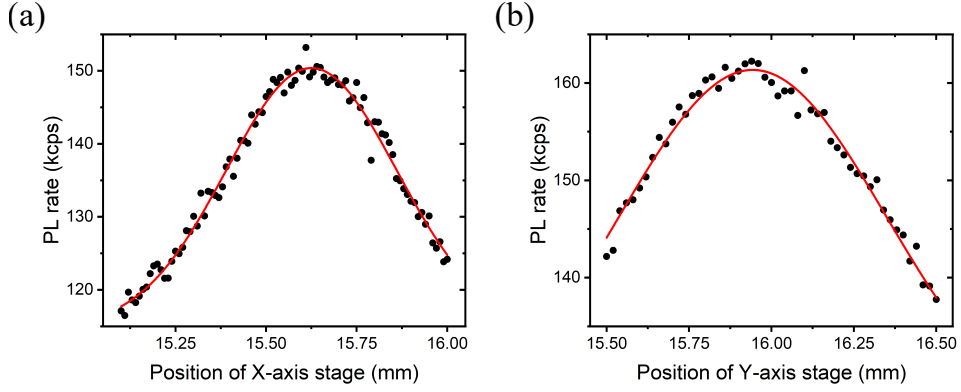 (a)
(b)
150
140
130
120
PL rate (kcps)
15.25
15.50
15.75
16.00
Position of X-axis stage (mm)
160
150
140
PL rate (kcps)
15.50
15.75
16.00
16.25
16.50
Position of Y-axis stage (mm)